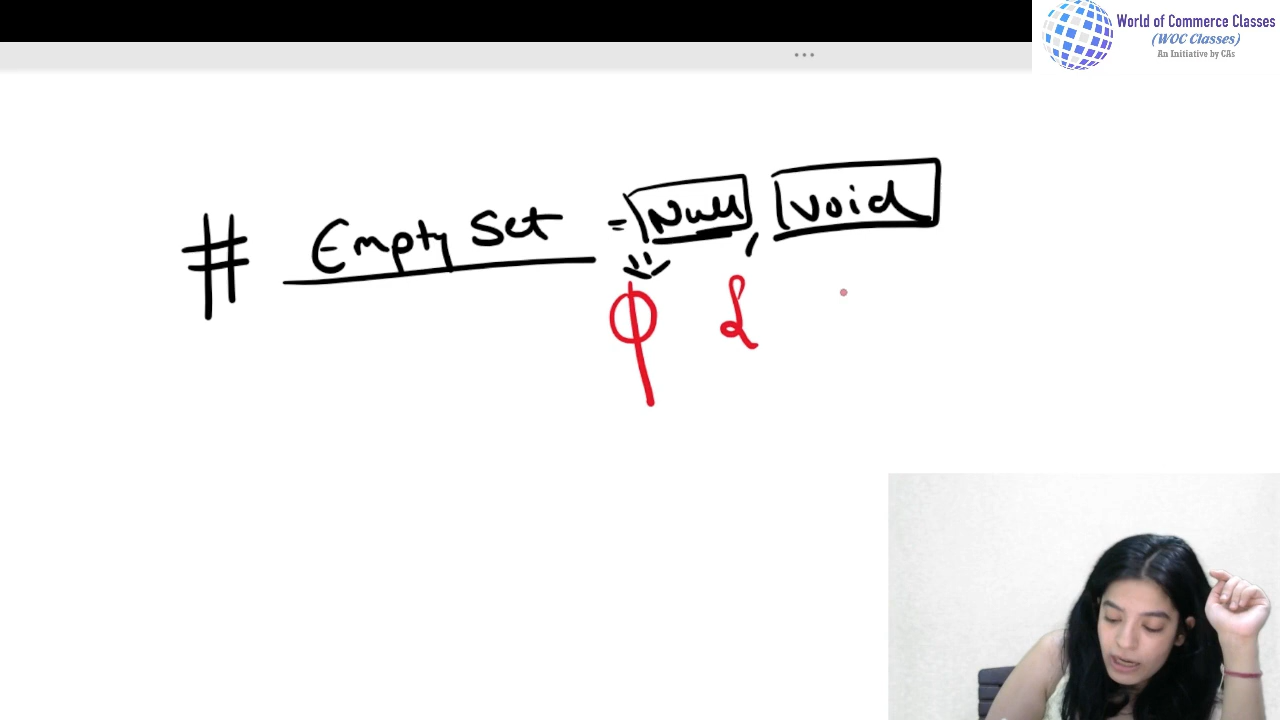 World of Commerce Classes
(WOC Classes)
An Initiative by CAs
# Empty Set = Null, Void
ϕ {